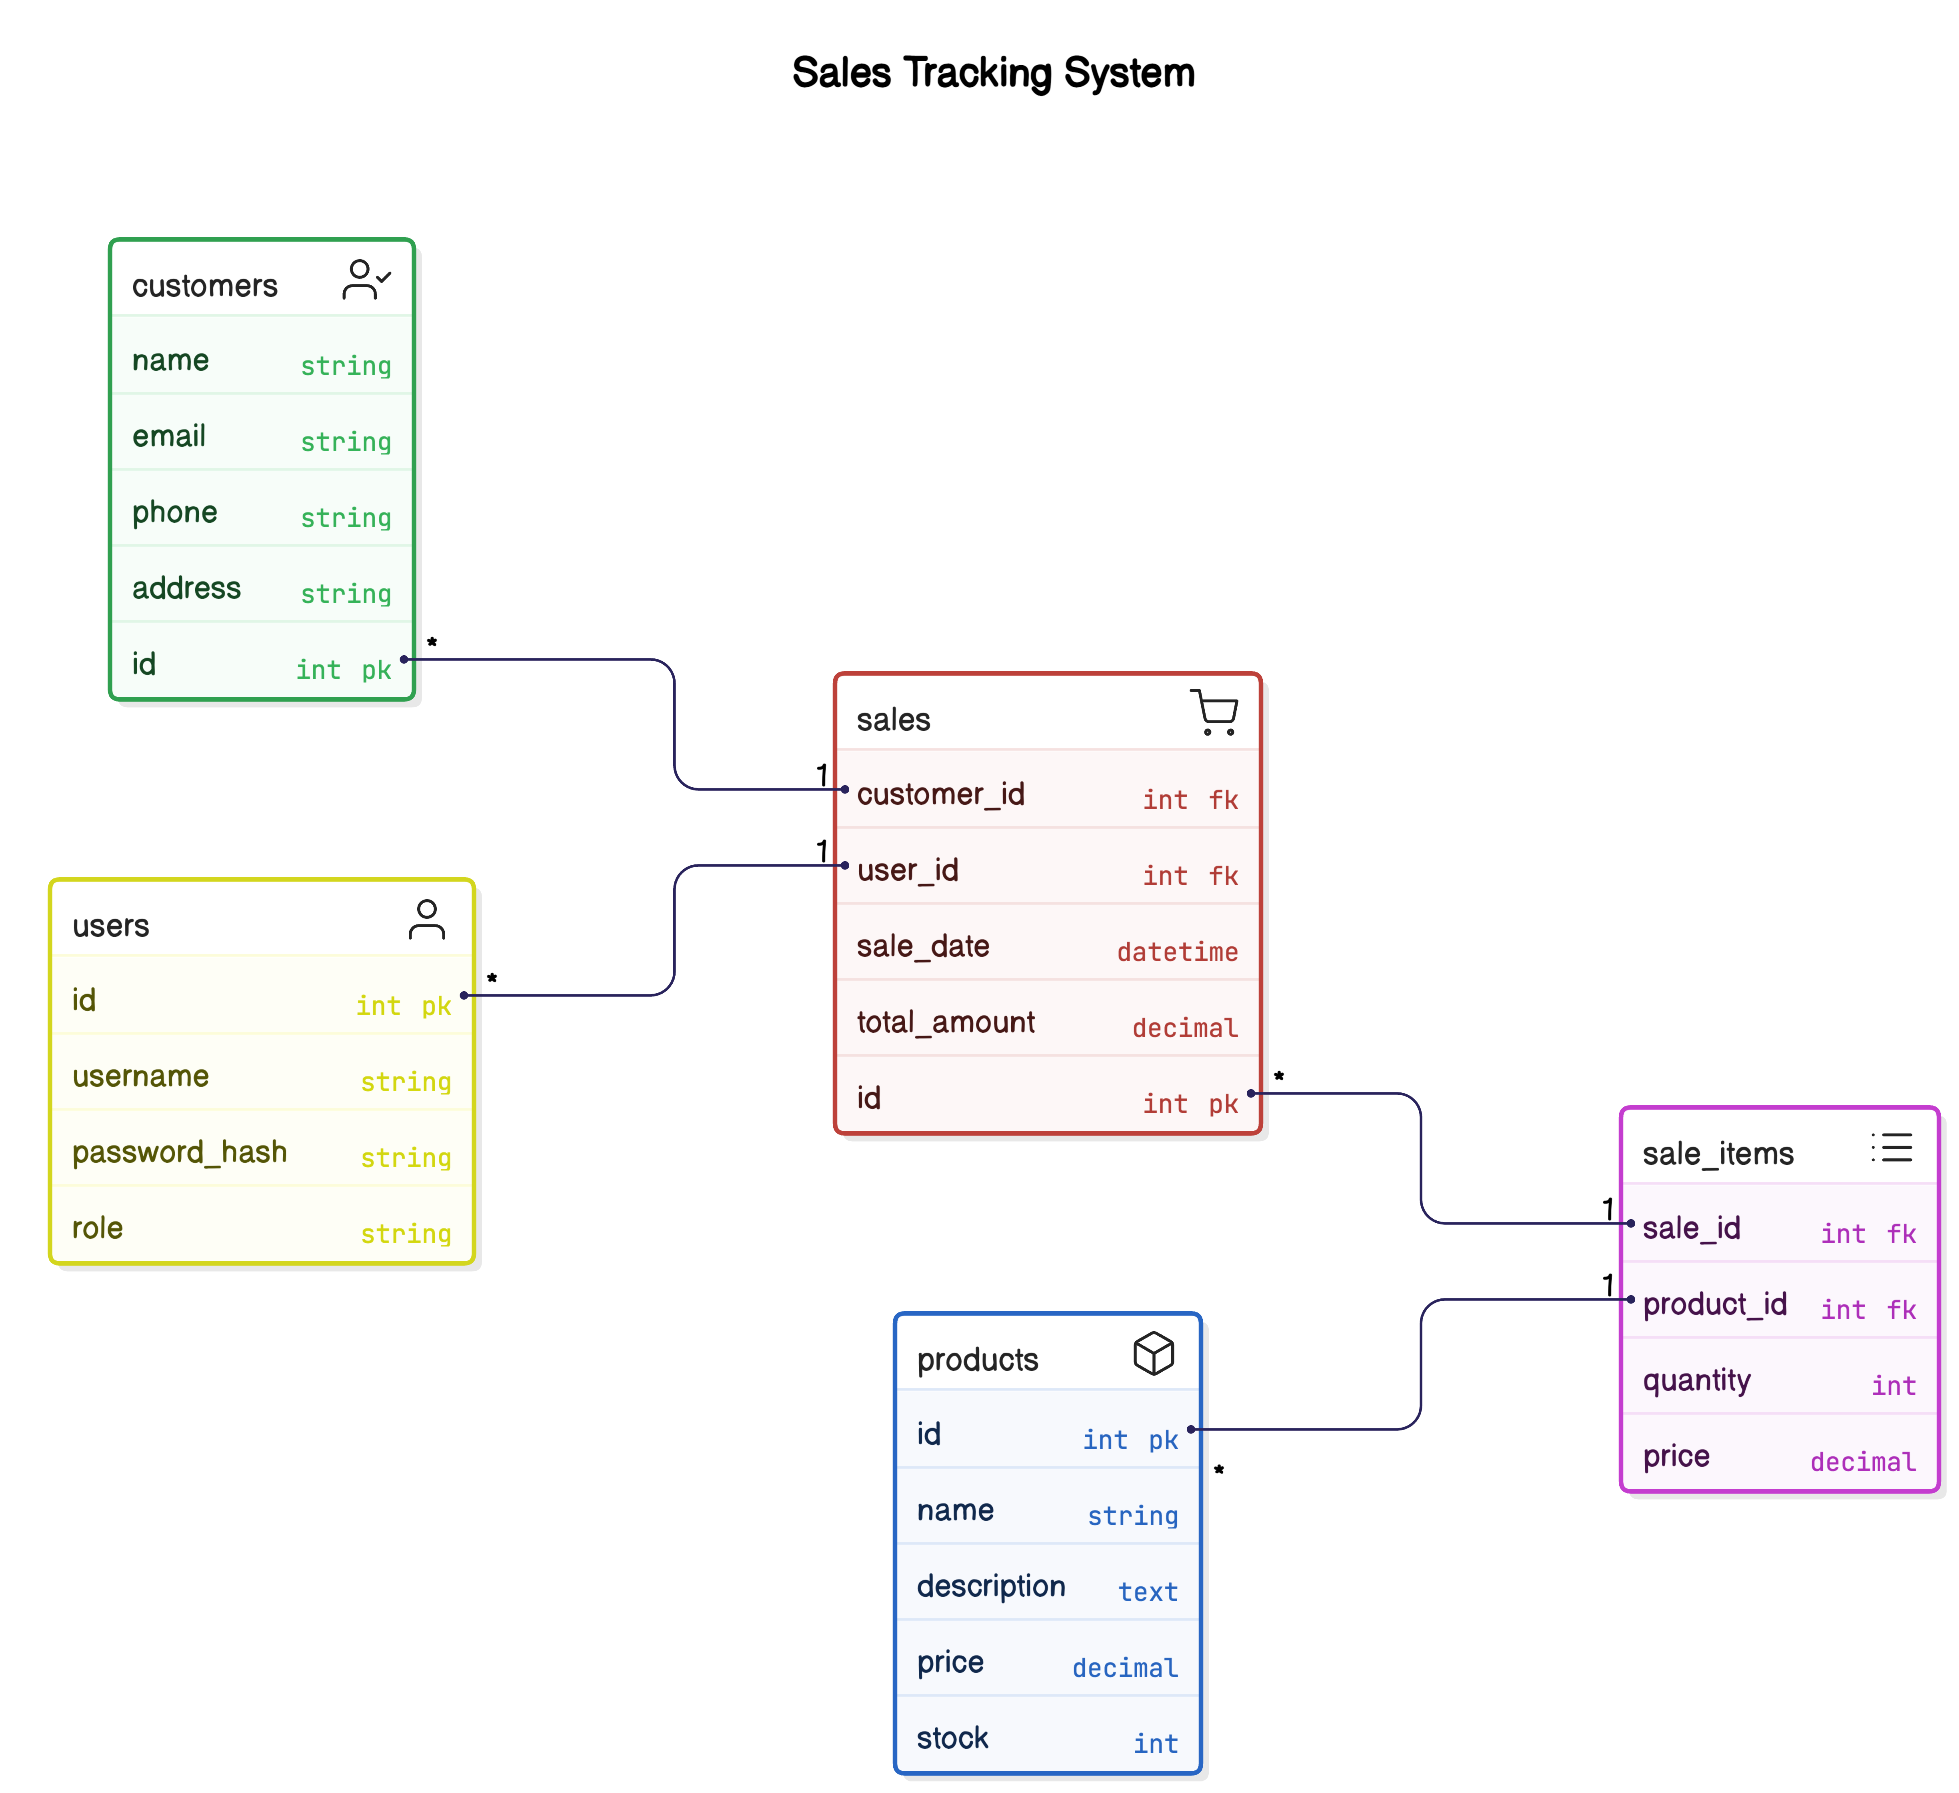 Sales Tracking System
customers
name string
email string
phone string
address string
id int pk
*
sales
1
customer_id int fk
1
user_id int fk
sale_date datetime
total_amount decimal
id int pk
*
users
id int pk
*
username string
password_hash string
role string
sale_items
1
sale_id int fk
1
product_id int fk
quantity int
price decimal
products
id int pk
*
name string
description text
price decimal
stock int